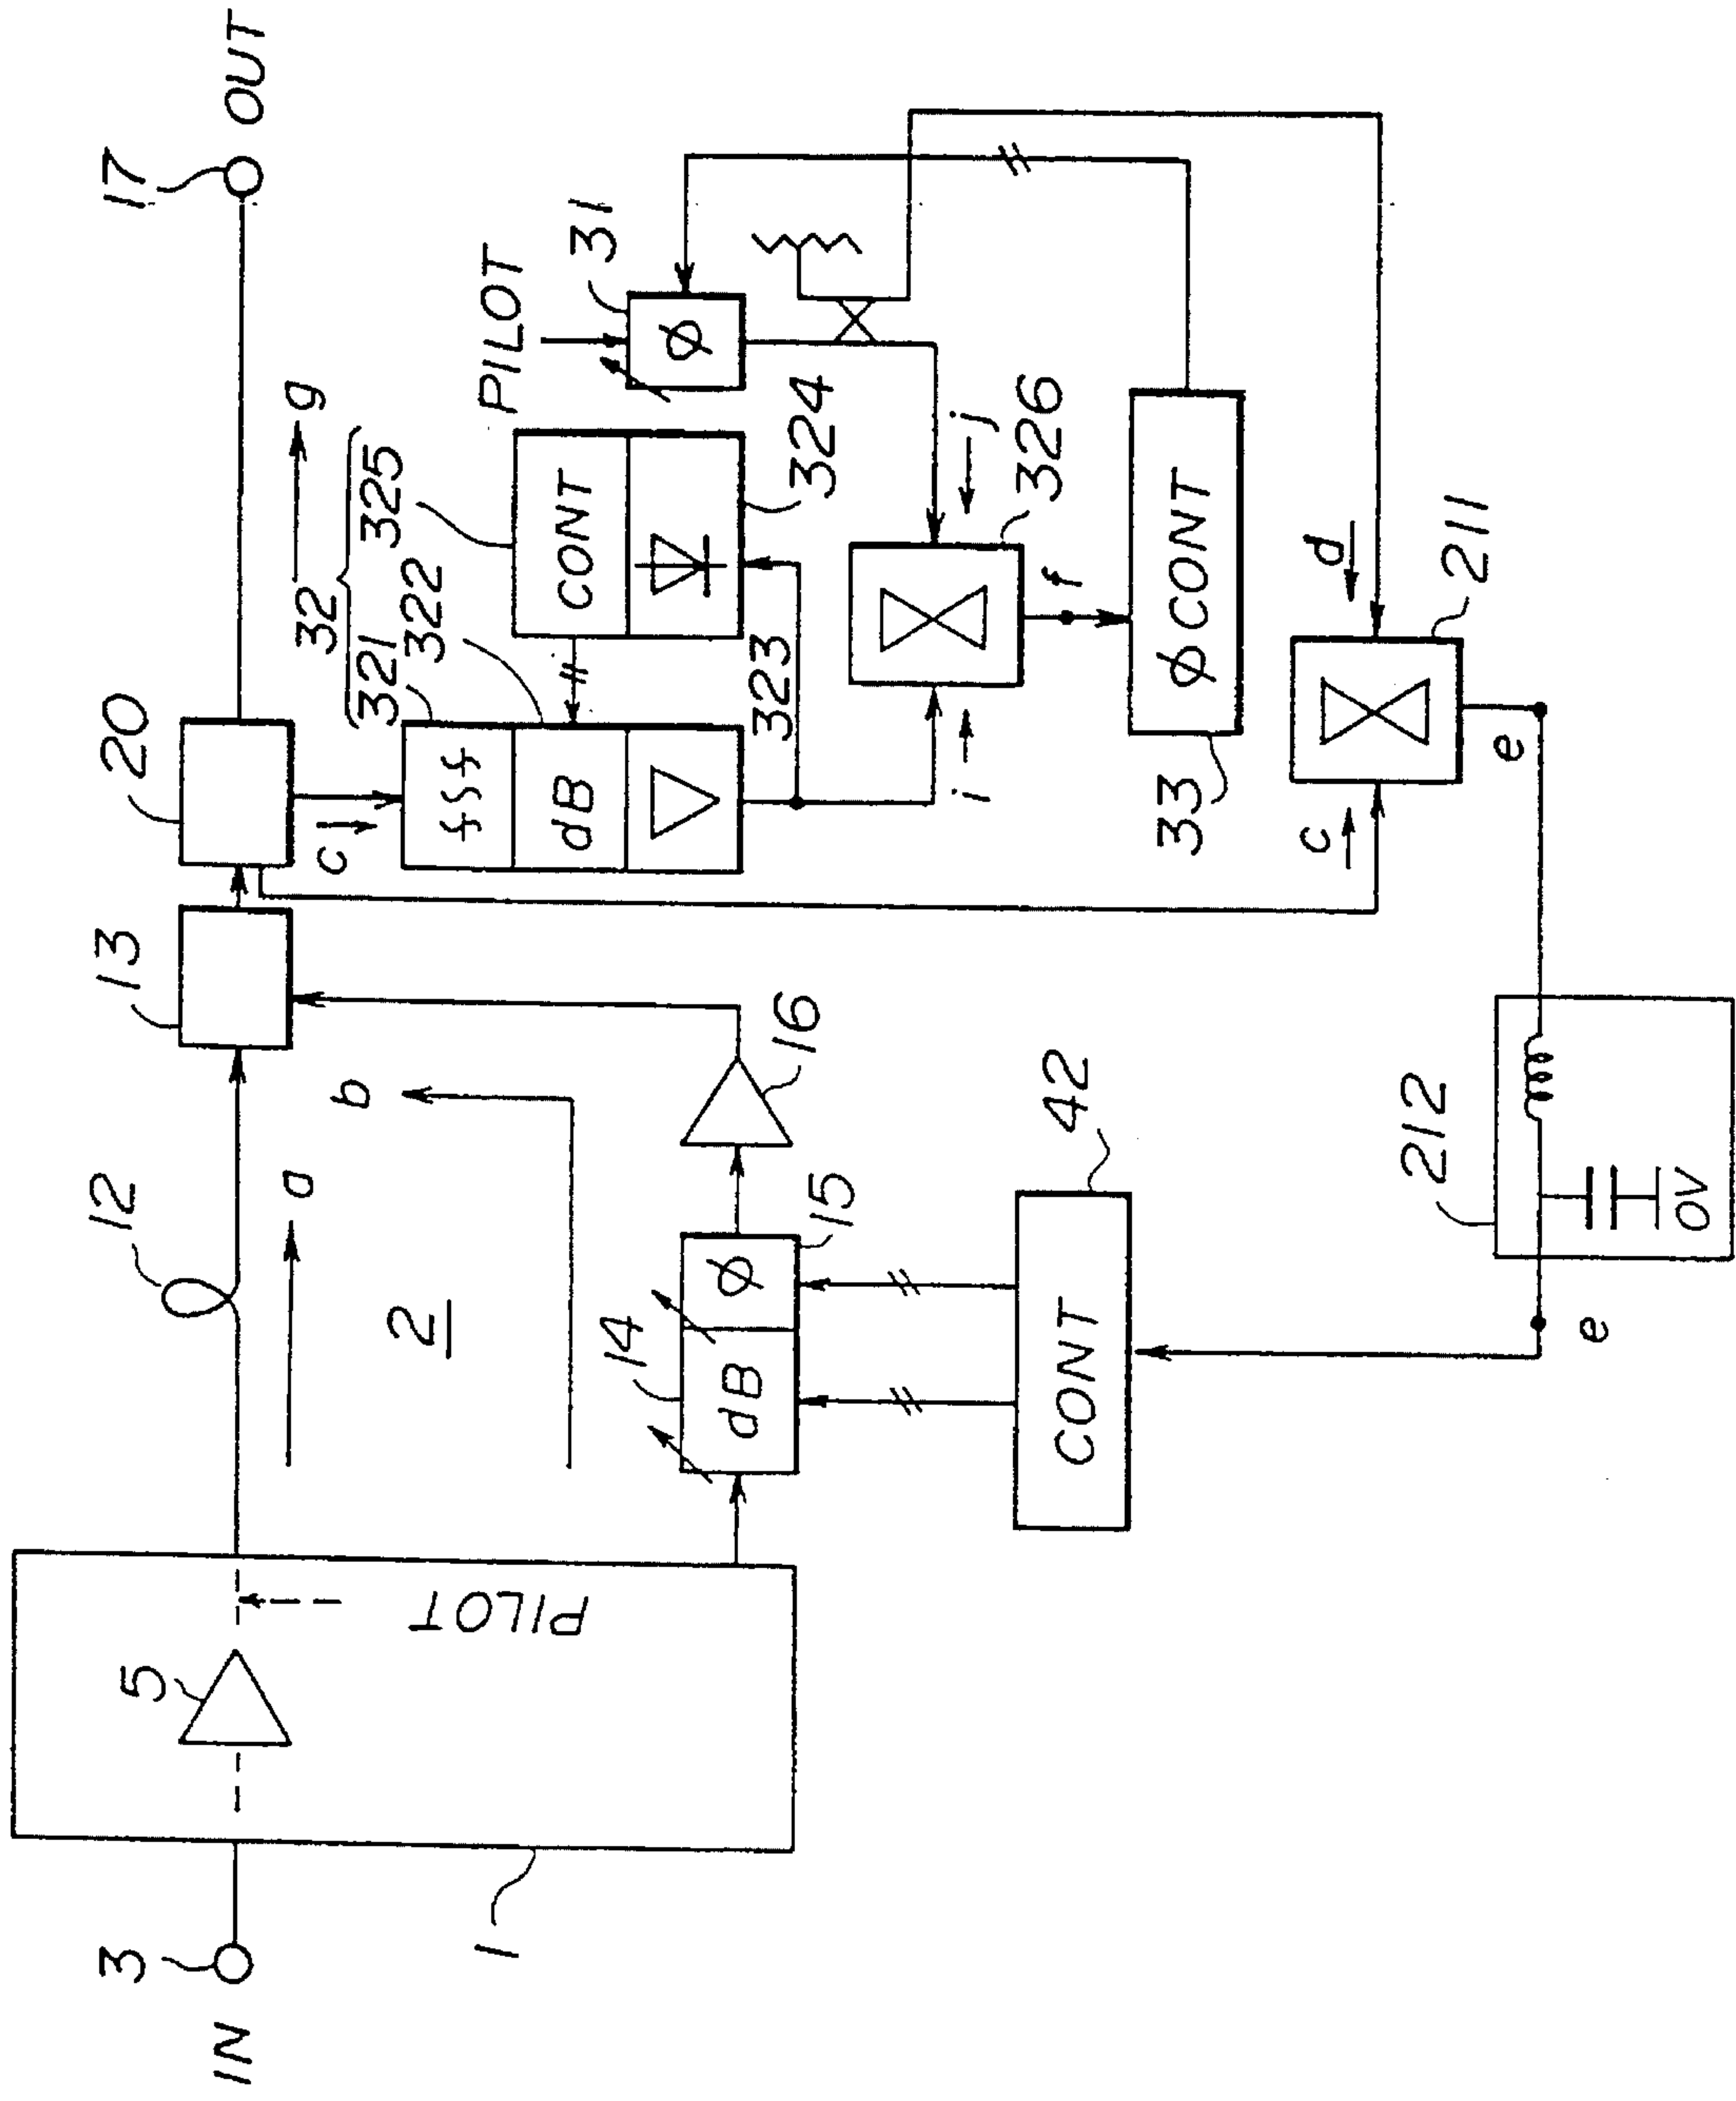 IN
3
1
5
PILOT
12
a
b
2
13
20
17
OUT
g
32
321
322
325
c
PILOT
31
φ
CONT
324
dB
323
14
dB
φ
15
16
42
CONT
j
i
326
f
φ CONT
33
d
c
211
e
212
0V
e